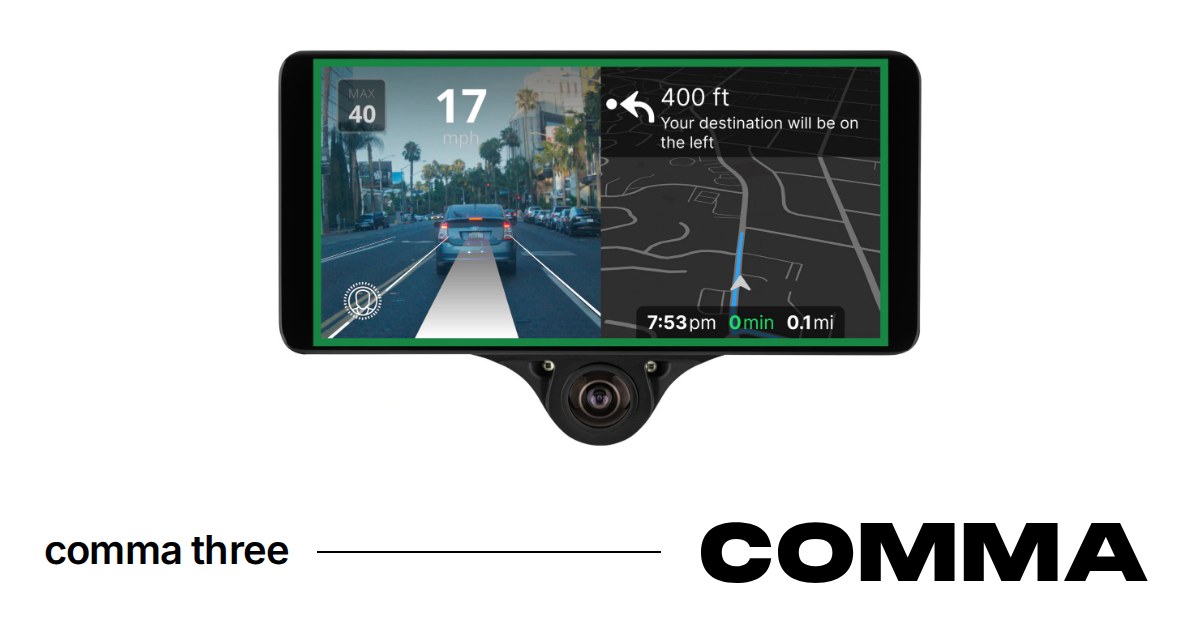 MAX
40
17
mph
400 ft
Your destination will be on
the left
7:53pm 0min 0.1mi
comma three
COMMA